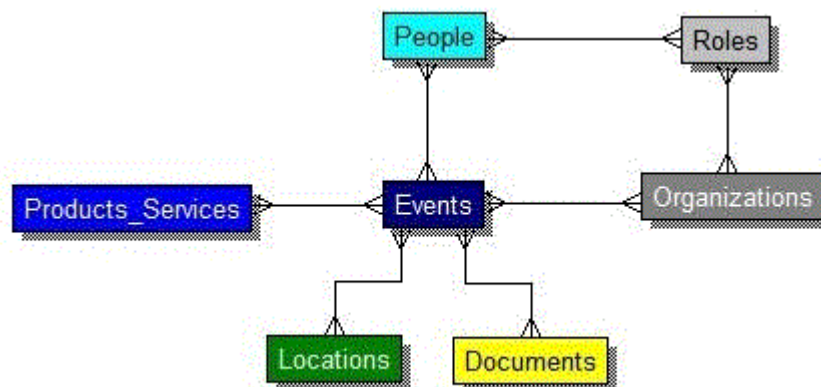 People
Roles
Products_Services
Events
Organizations
Locations
Documents